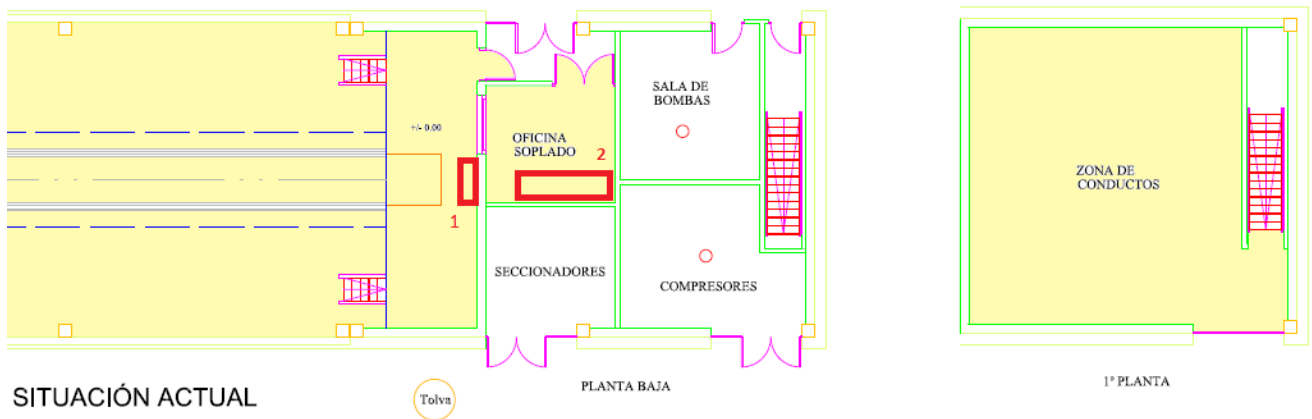 SALA DE
BOMBAS
+/- 0.00
OFICINA
SOPLADO
2
1
SECCIONADORES
COMPRESORES
ZONA DE
CONDUCTOS
SITUACIÓN ACTUAL
Tolva
PLANTA BAJA
1º PLANTA